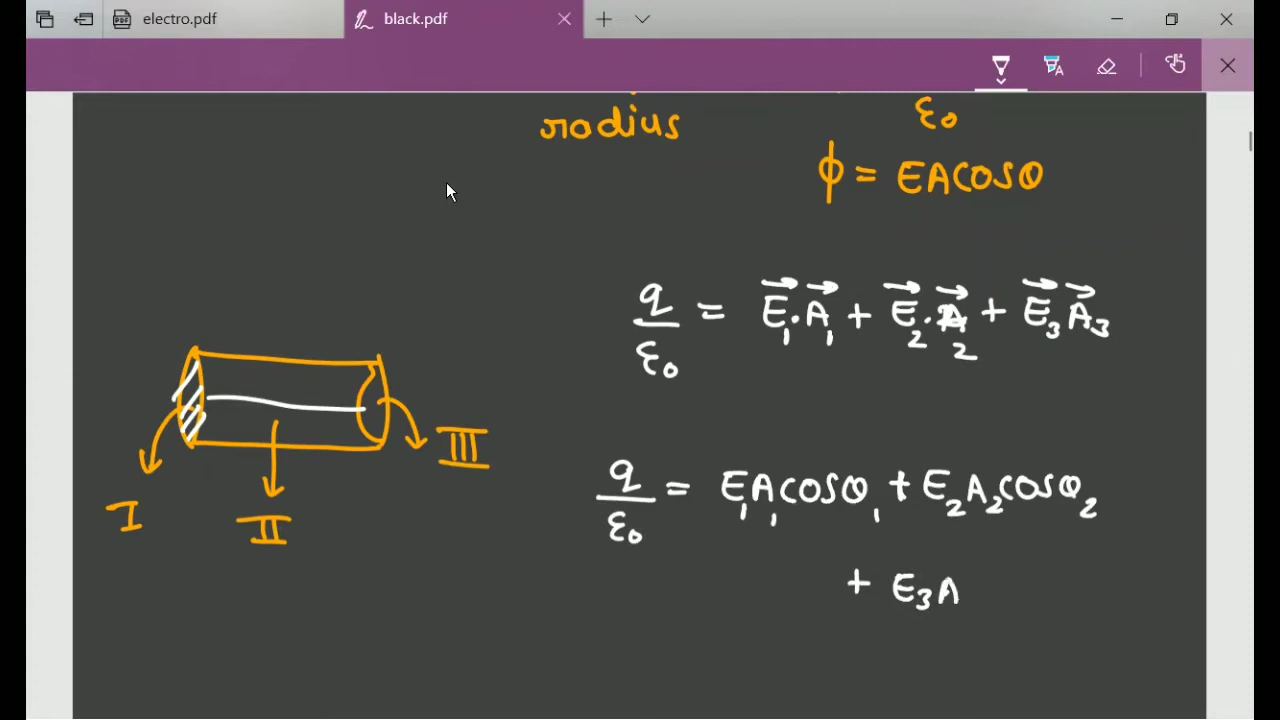 electro.pdf
black.pdf
radius
ε₀
φ = EAcosθ
q/ε₀ = E⃗₁.A⃗₁ + E⃗₂.A⃗₂ + E⃗₃A⃗₃
I
II
III
q/ε₀ = E₁A₁cosθ₁ + E₂A₂cosθ₂
+ E₃A